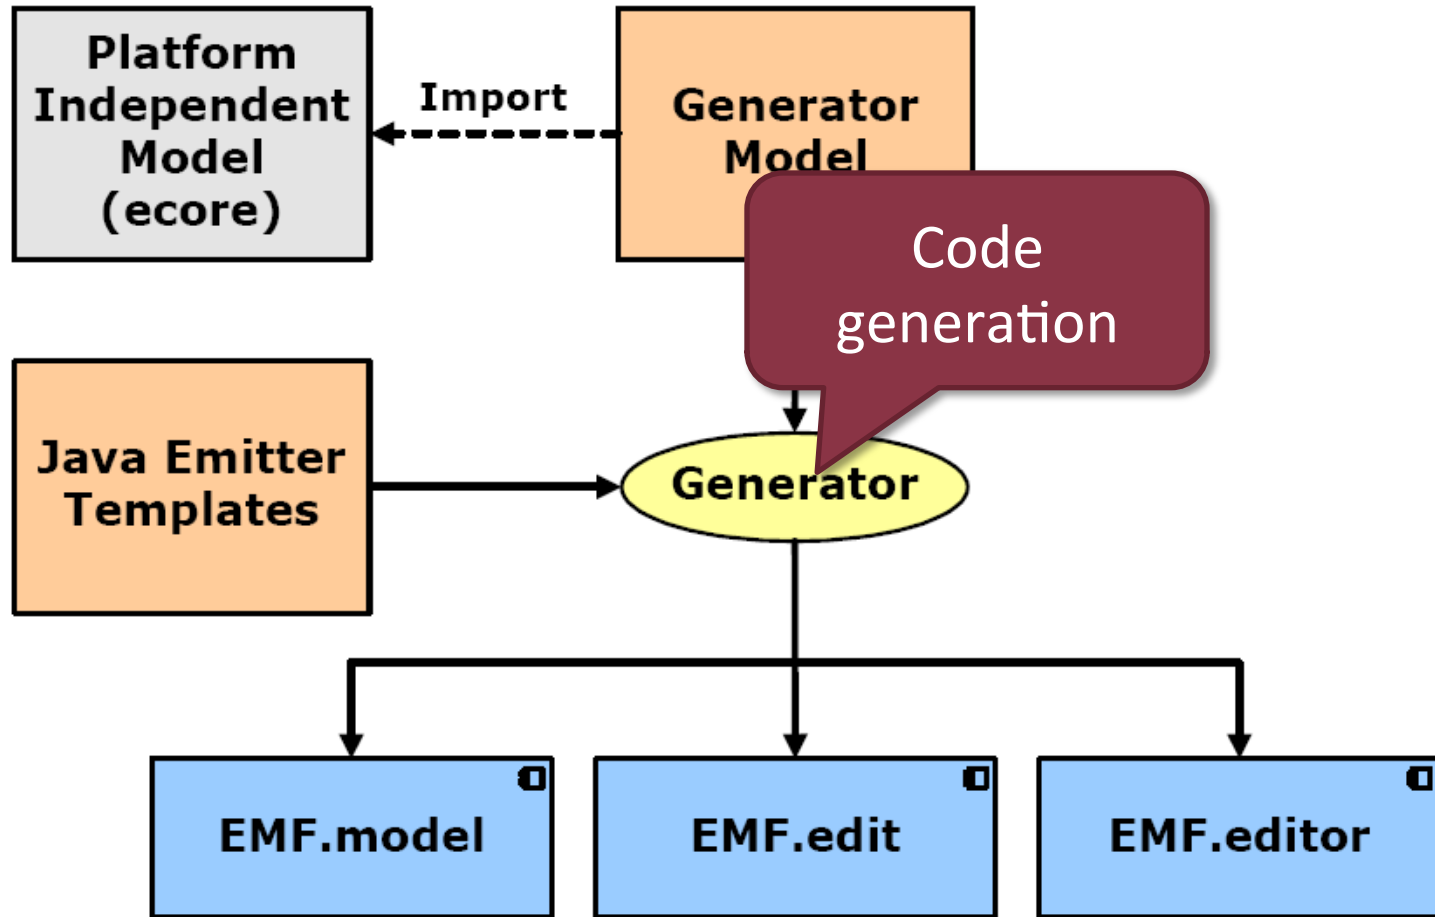 Platform
Independent
Model
(ecore)
Import
Generator
Model
Code
generation
Java Emitter
Templates
Generator
EMF.model
EMF.edit
EMF.editor